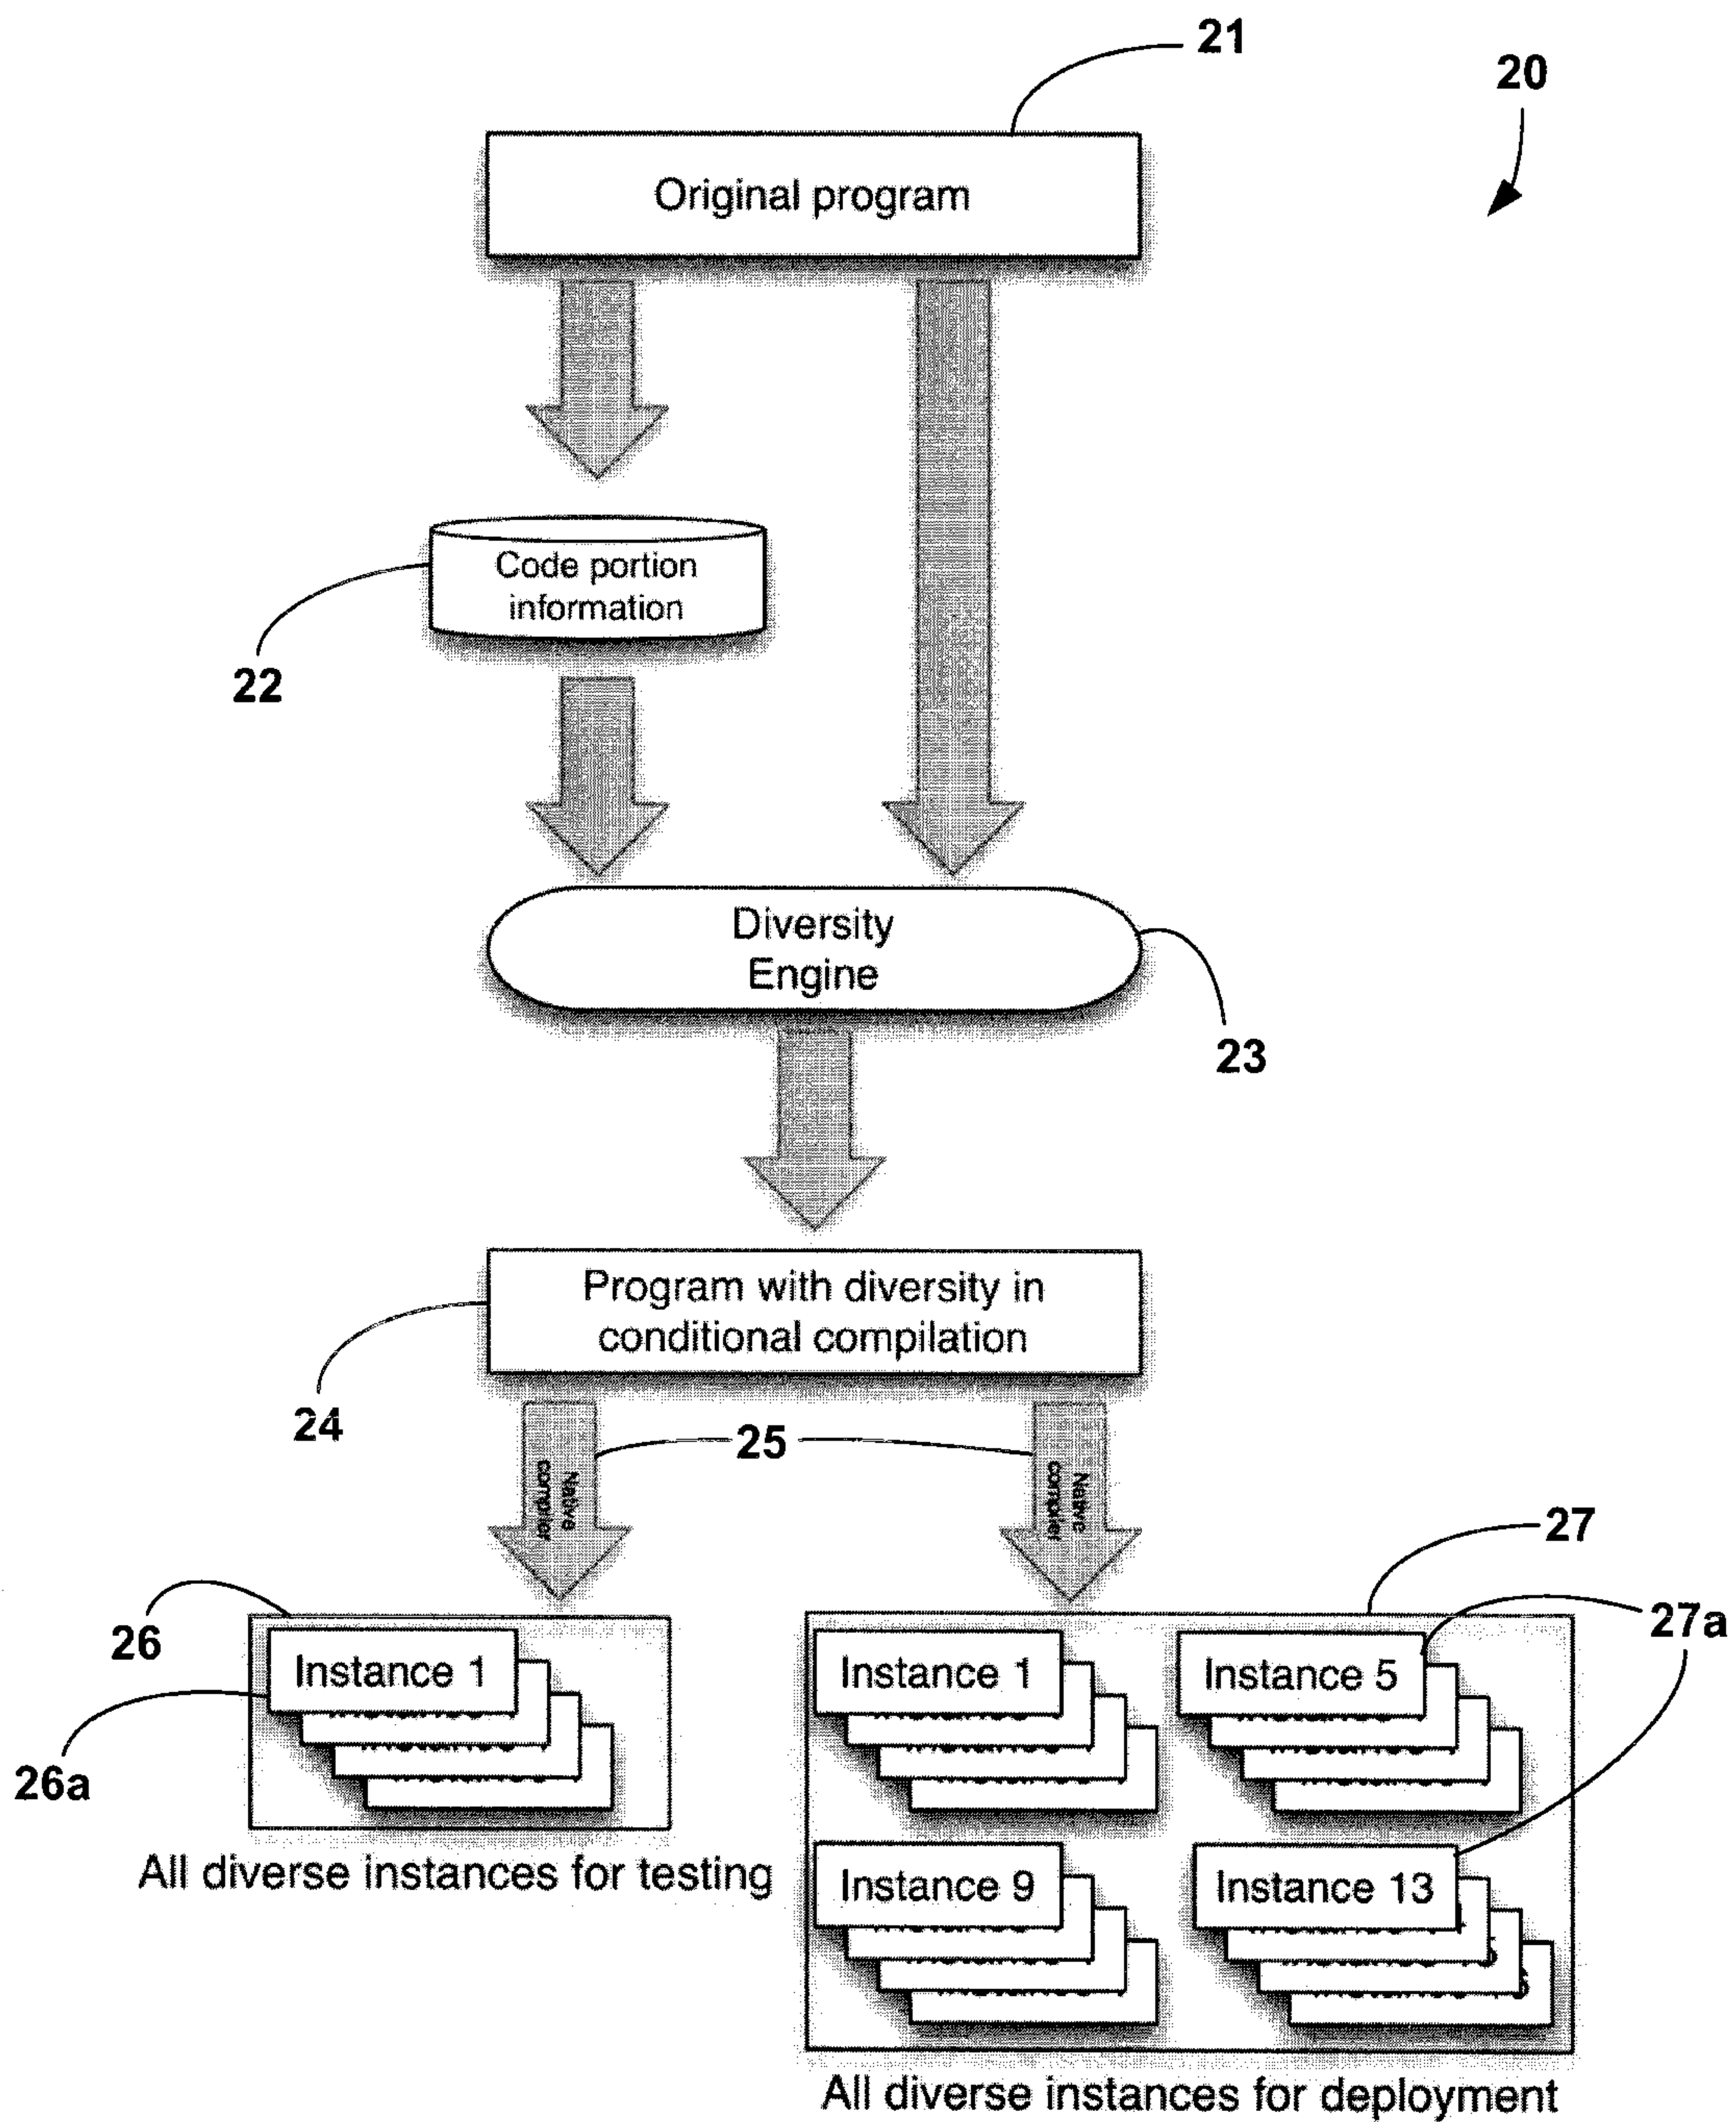 21
20
Original program
Code portion
information
22
Diversity
Engine
23
Program with diversity in
conditional compilation
24
25
Native
compiler
Native
compiler
27
26
27a
Instance 1
Instance 1
Instance 5
26a
All diverse instances for testing
Instance 9
Instance 13
All diverse instances for deployment